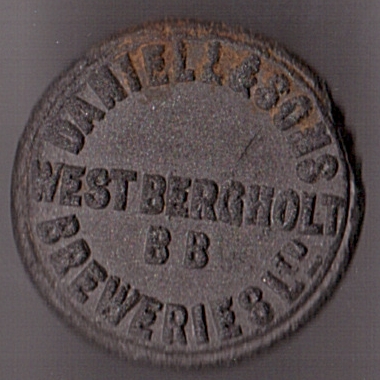 DANIELL & SONS
WEST BERGHOLT
B B
BREWERIES LTD